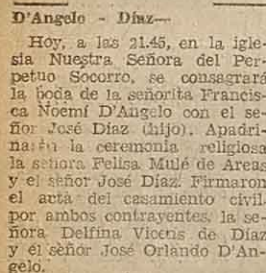 D'Angelo - Díaz—
Hoy, a las 21.45, en la igle-
sia Nuestra Señora del Per-
petuo Socorro, se consagrará
la boda de la señorita Francis-
ca Noemí D'Angelo con el se-
ñor José Díaz (hijo). Apadri-
narán la ceremonia religiosa
la señora Felisa Mulé de Areas
y el señor José Díaz. Firmaron
el acta del casamiento civil,
por ambos contrayentes, la se-
ñora Delfina Vicens de Díaz
y el señor José Orlando D'An-
gelo.